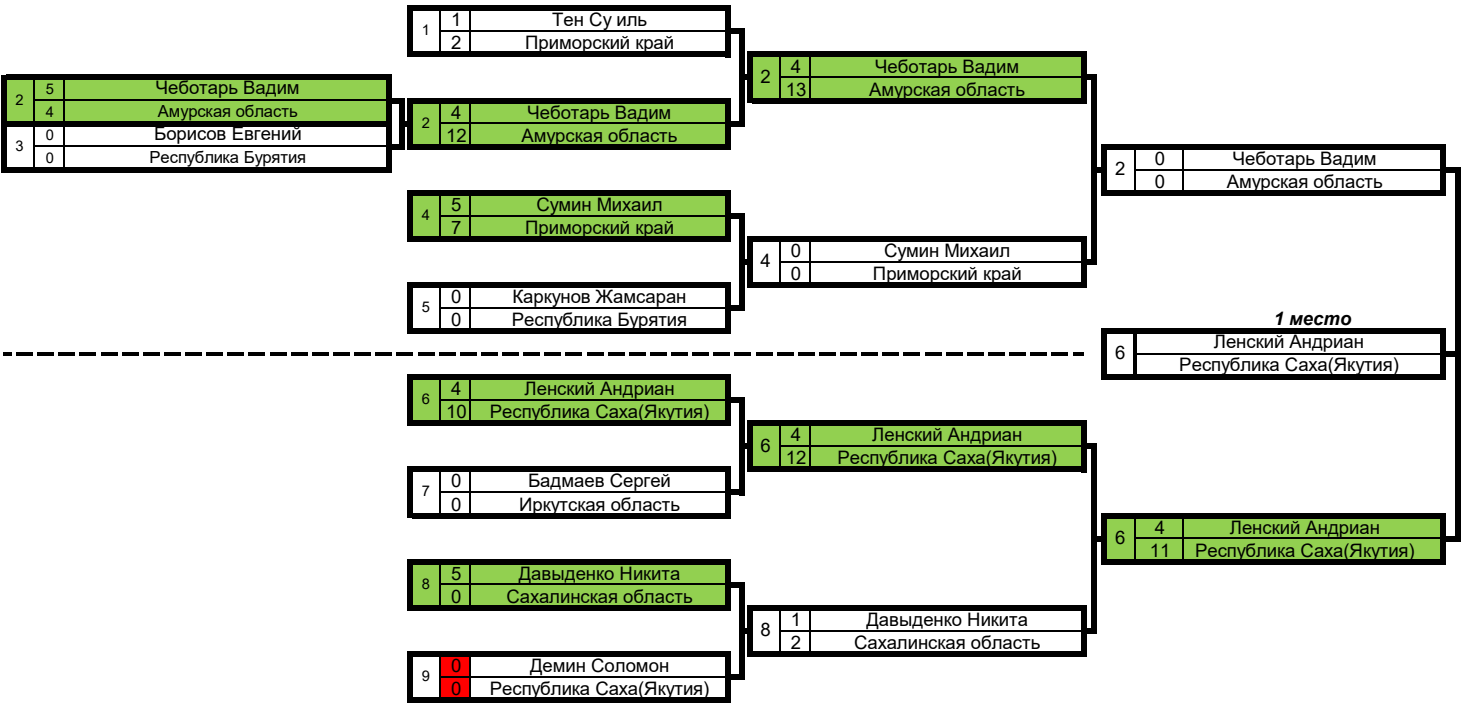 1 1 Тен Су иль
2 Приморский край
2 5 Чеботарь Вадим
4 Амурская область
3 0 Борисов Евгений
0 Республика Бурятия
2 4 Чеботарь Вадим
12 Амурская область
4 5 Сумин Михаил
7 Приморский край
5 0 Каркунов Жамсаран
0 Республика Бурятия
2 4 Чеботарь Вадим
13 Амурская область
4 0 Сумин Михаил
0 Приморский край
2 0 Чеботарь Вадим
0 Амурская область
1 место
6 Ленский Андриан
Республика Саха(Якутия)
6 4 Ленский Андриан
10 Республика Саха(Якутия)
7 0 Бадмаев Сергей
0 Иркутская область
8 5 Давыденко Никита
0 Сахалинская область
9 0 Демин Соломон
0 Республика Саха(Якутия)
6 4 Ленский Андриан
12 Республика Саха(Якутия)
8 1 Давыденко Никита
2 Сахалинская область
6 4 Ленский Андриан
11 Республика Саха(Якутия)